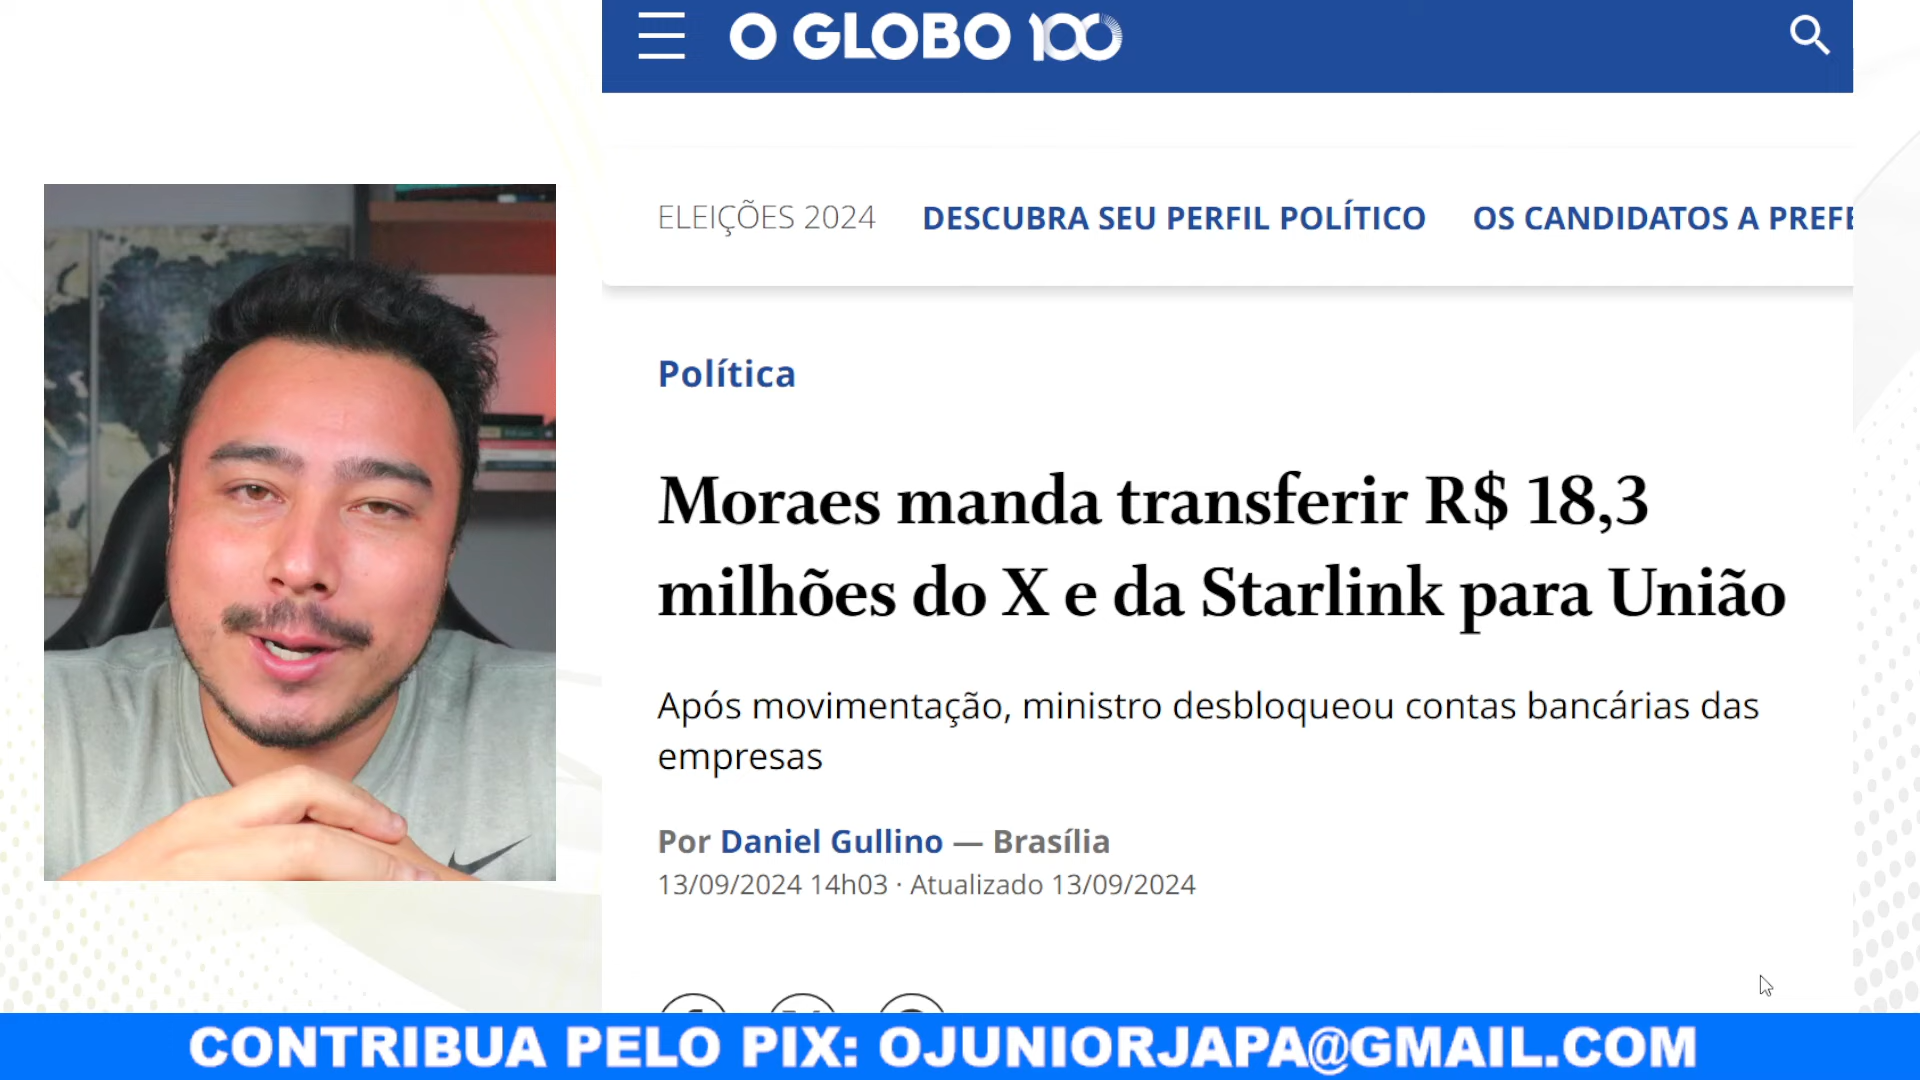 O GLOBO 100
ELEIÇÕES 2024 DESCUBRA SEU PERFIL POLÍTICO OS CANDIDATOS A PREFE
Política
Moraes manda transferir R$ 18,3
milhões do X e da Starlink para União
Após movimentação, ministro desbloqueou contas bancárias das
empresas
Por Daniel Gullino — Brasília
13/09/2024 14h03 · Atualizado 13/09/2024
CONTRIBUA PELO PIX: OJUNIORJAPA@GMAIL.COM